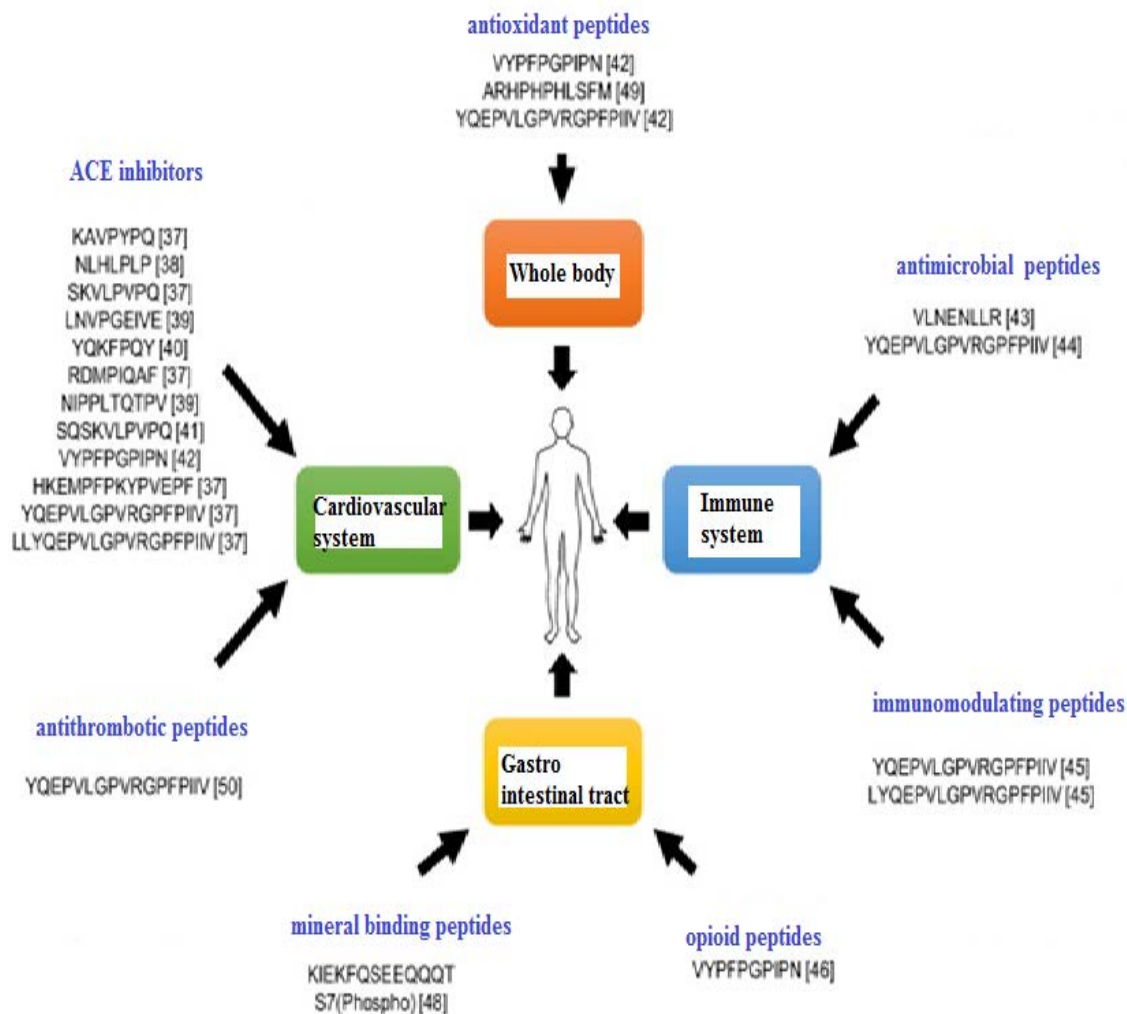 antioxidant peptides
VYPFPGPIPN [42]
ARHPHPHLSFM [49]
YQEPVLGPVRGPFPIIV [42]
ACE inhibitors
KAVPYPQ [37]
NLHLPLP [38]
SKVLPVPQ [37]
LNVPGEIVE [39]
YQKFPQY [40]
RDMPIQAF [37]
NIPPLTQTPV [39]
SQSKVLPVPQ [41]
VYPFPGPIPN [42]
HKEMPFPKYPVEPF [37]
YQEPVLGPVRGPFPIIV [37]
LLYQEPVLGPVRGPFPIIV [37]
Whole body
antimicrobial peptides
VLNENLLR [43]
YQEPVLGPVRGPFPIIV [44]
Cardiovascular
system
Immune
system
antithrombotic peptides
YQEPVLGPVRGPFPIIV [50]
immunomodulating peptides
YQEPVLGPVRGPFPIIV [45]
LYQEPVLGPVRGPFPIIV [45]
Gastro
intestinal tract
mineral binding peptides
KIEKFQSEEQQQT
S7(Phospho) [48]
opioid peptides
VYPFPGPIPN [46]